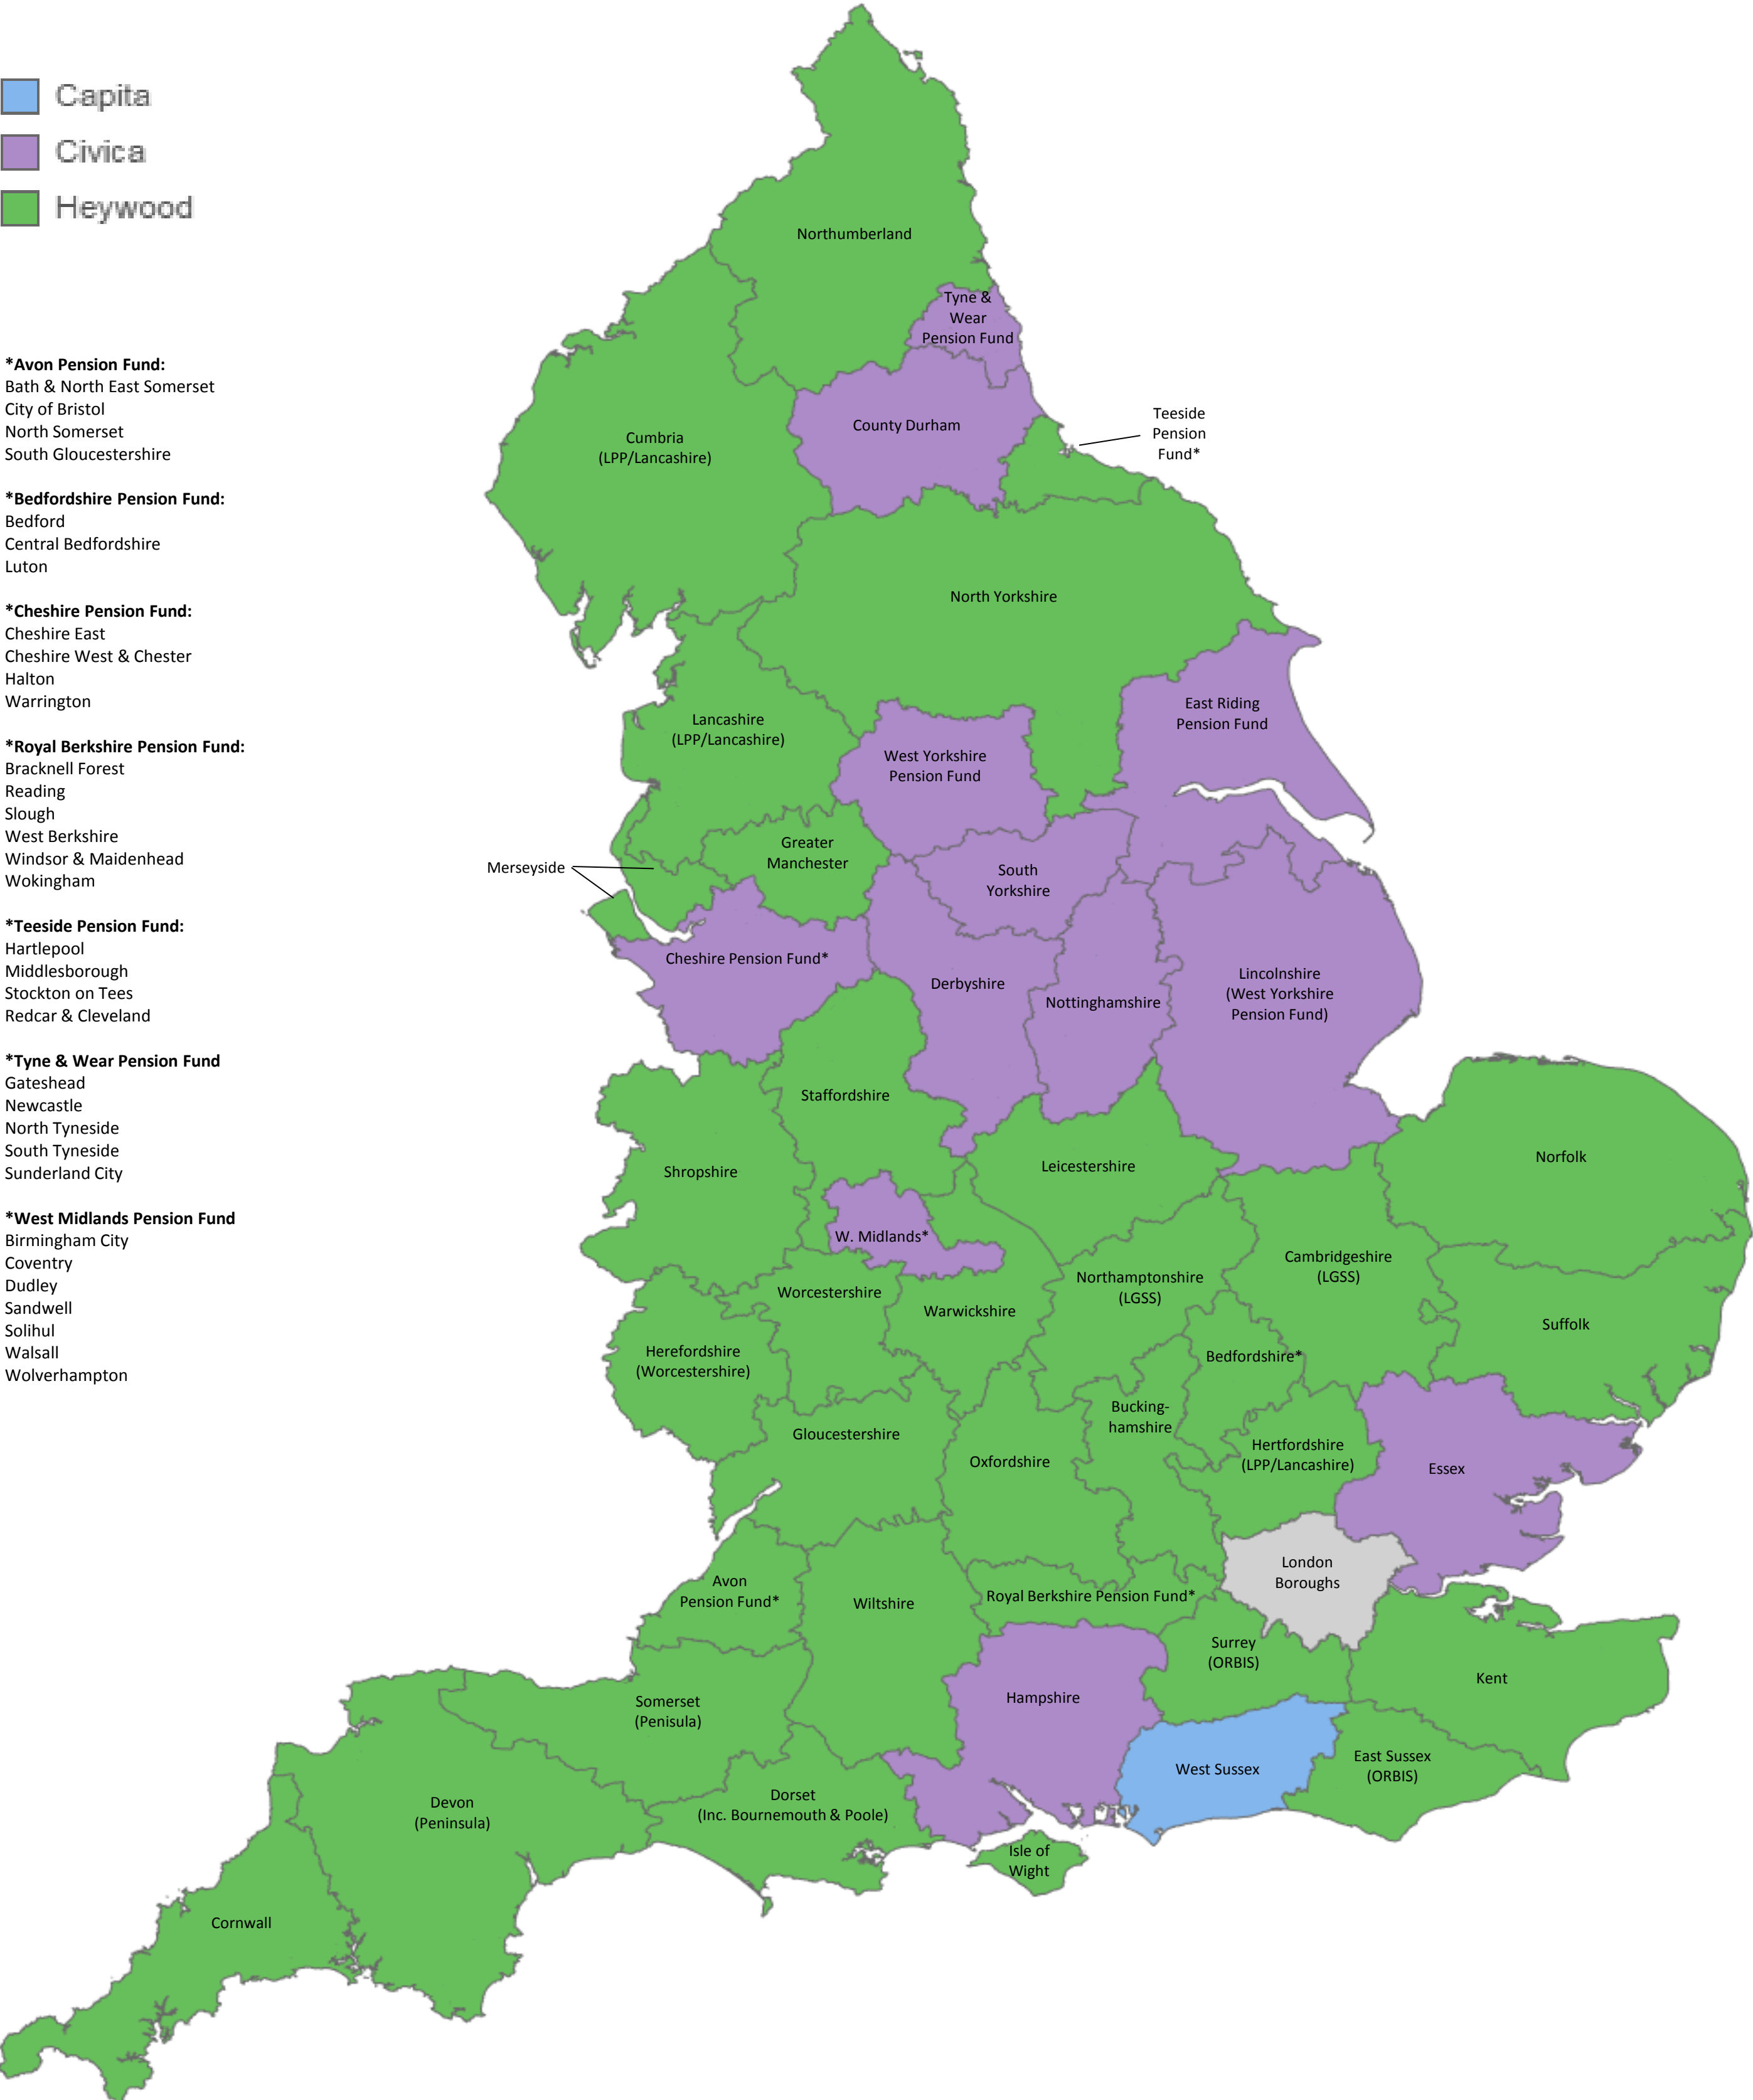 Capita
Civica
Heywood
*Avon Pension Fund:
Bath & North East Somerset
City of Bristol
North Somerset
South Gloucestershire
*Bedfordshire Pension Fund:
Bedford
Central Bedfordshire
Luton
*Cheshire Pension Fund:
Cheshire East
Cheshire West & Chester
Halton
Warrington
*Royal Berkshire Pension Fund:
Bracknell Forest
Reading
Slough
West Berkshire
Windsor & Maidenhead
Wokingham
*Teeside Pension Fund:
Hartlepool
Middlesborough
Stockton on Tees
Redcar & Cleveland
*Tyne & Wear Pension Fund
Gateshead
Newcastle
North Tyneside
South Tyneside
Sunderland City
*West Midlands Pension Fund
Birmingham City
Coventry
Dudley
Sandwell
Solihul
Walsall
Wolverhampton
Northumberland
Tyne &
Wear
Pension Fund
County Durham
Teeside
Pension
Fund*
Cumbria
(LPP/Lancashire)
North Yorkshire
East Riding
Pension Fund
Lancashire
(LPP/Lancashire)
West Yorkshire
Pension Fund
Greater
Manchester
Merseyside
South
Yorkshire
Cheshire Pension Fund*
Derbyshire
Nottinghamshire
Lincolnshire
(West Yorkshire
Pension Fund)
Staffordshire
Shropshire
Leicestershire
Norfolk
W. Midlands*
Cambridgeshire
(LGSS)
Northamptonshire
(LGSS)
Worcestershire
Warwickshire
Suffolk
Herefordshire
(Worcestershire)
Bedfordshire*
Bucking-
hamshire
Gloucestershire
Oxfordshire
Hertfordshire
(LPP/Lancashire)
Essex
London
Boroughs
Avon
Pension Fund*
Wiltshire
Royal Berkshire Pension Fund*
Surrey
(ORBIS)
Kent
Hampshire
Somerset
(Penisula)
West Sussex
East Sussex
(ORBIS)
Devon
(Peninsula)
Dorset
(Inc. Bournemouth & Poole)
Isle of
Wight
Cornwall